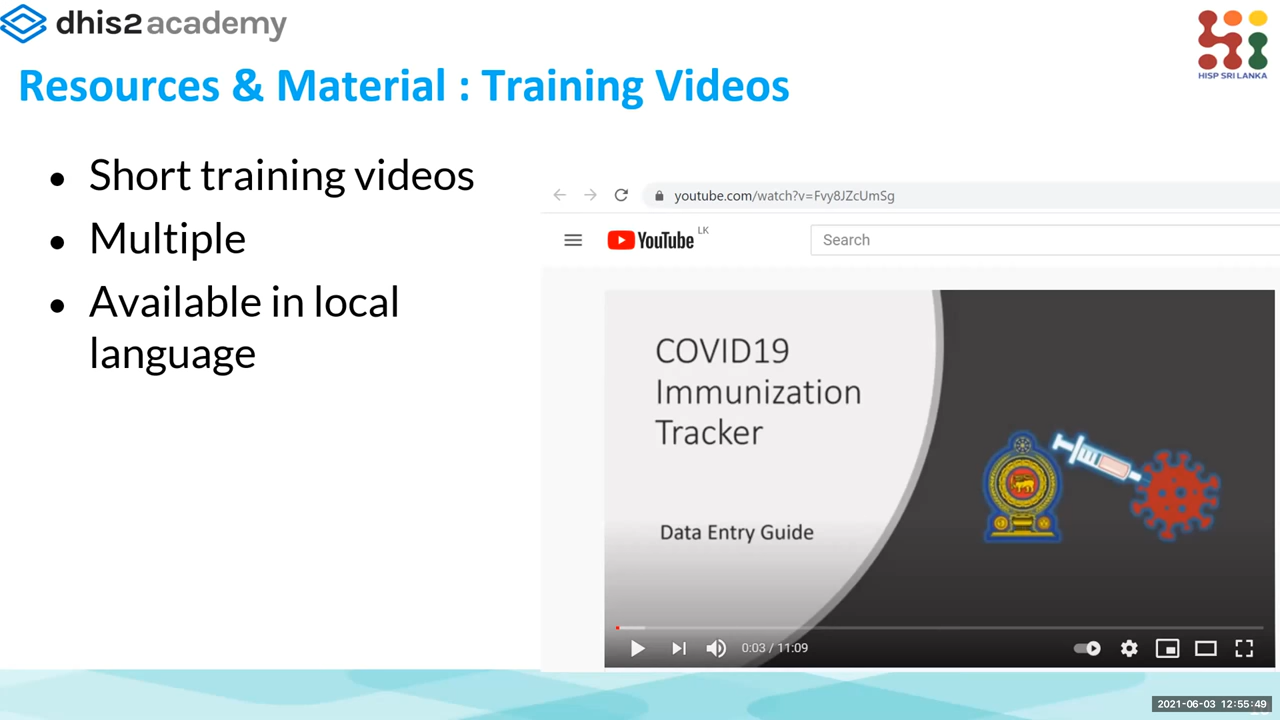 dhis2 academy
HISP SRI LANKA
Resources & Material : Training Videos
• Short training videos
• Multiple
• Available in local
language
youtube.com/watch?v=Fvy8JZcUmSg
YouTube LK
Search
COVID19
Immunization
Tracker
Data Entry Guide
0:03 / 11:09
2021-06-03 12:55:49